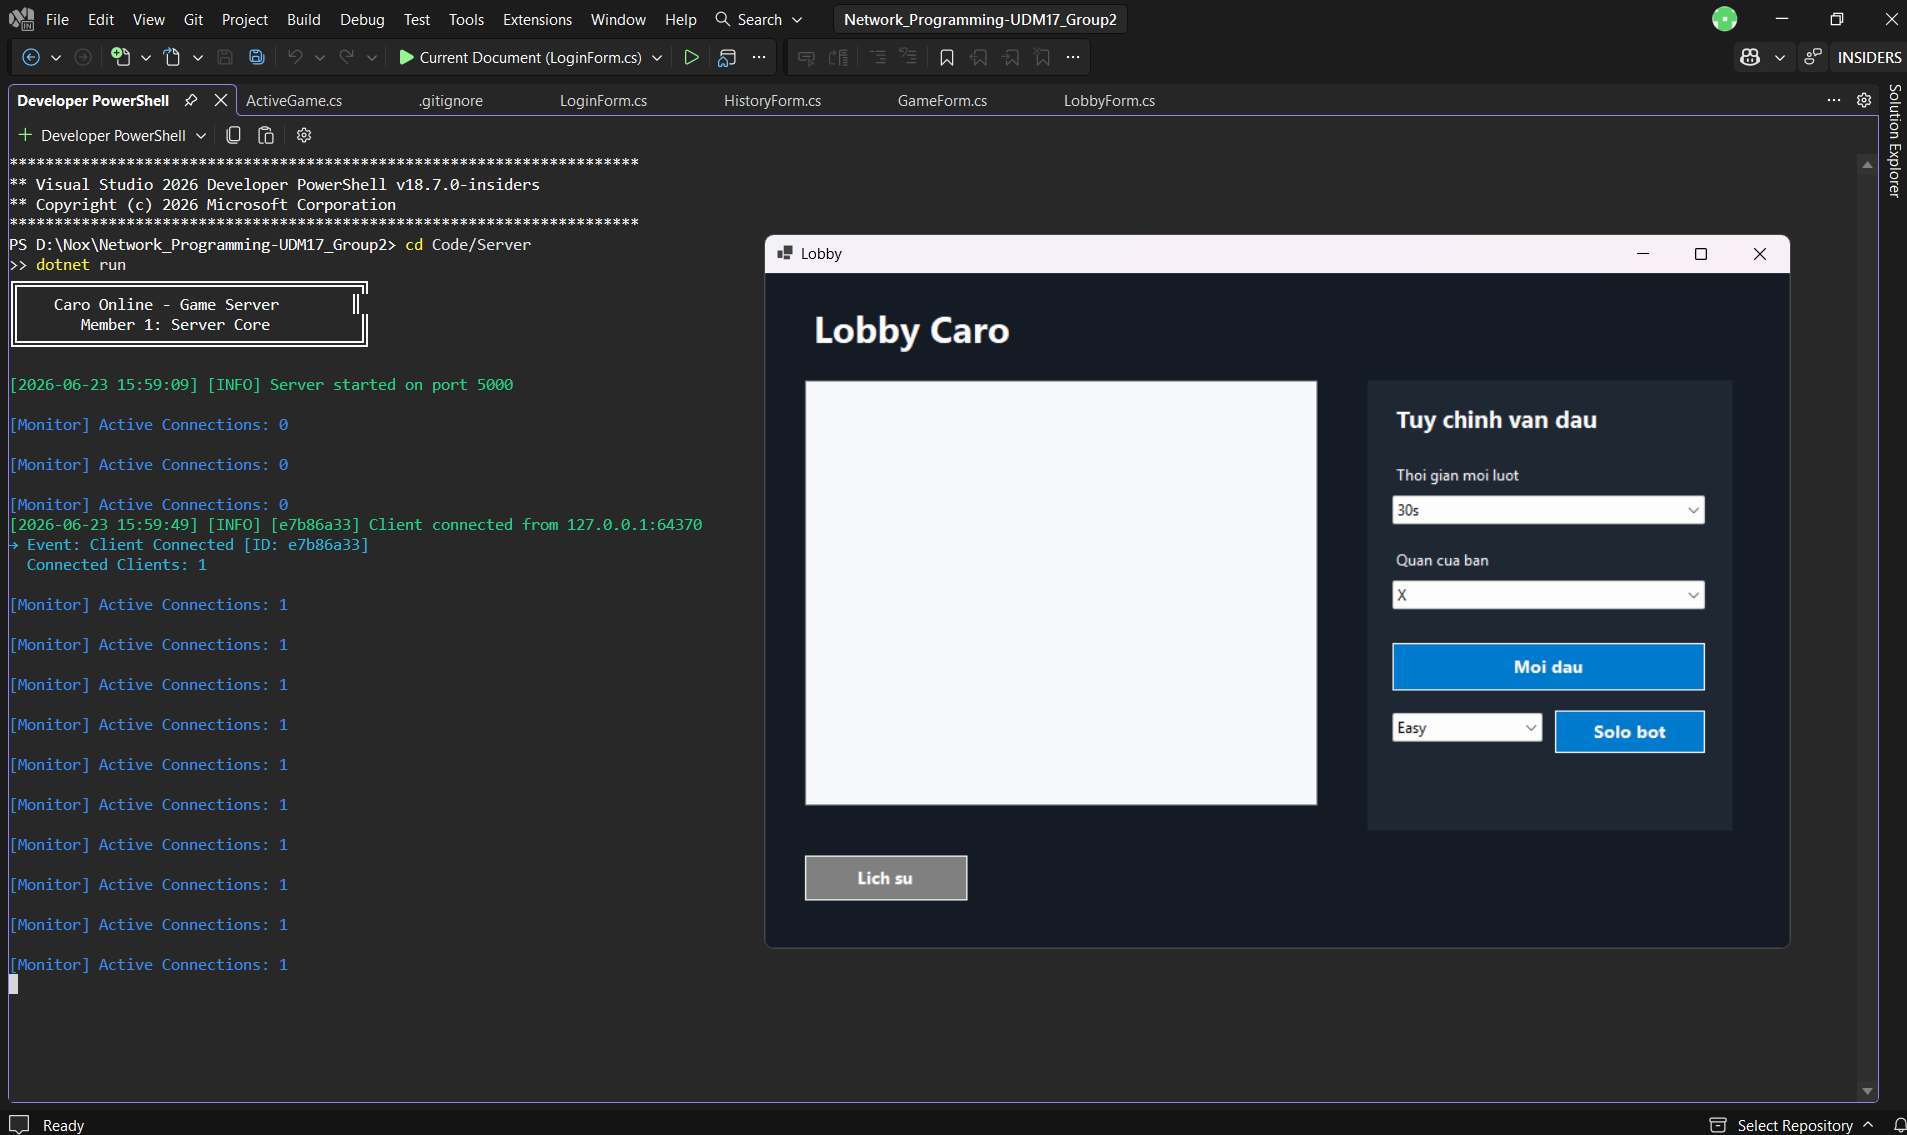 File Edit View Git Project Build Debug Test Tools Extensions Window Help Search Network_Programming-UDM17_Group2
Current Document (LoginForm.cs) INSIDERS
Developer PowerShell ActiveGame.cs .gitignore LoginForm.cs HistoryForm.cs GameForm.cs LobbyForm.cs
Solution Explorer
Developer PowerShell
**********************************************************************
** Visual Studio 2026 Developer PowerShell v18.7.0-insiders
** Copyright (c) 2026 Microsoft Corporation
**********************************************************************
PS D:\Nox\Network_Programming-UDM17_Group2> cd Code/Server
>> dotnet run
Caro Online - Game Server
Member 1: Server Core
[2026-06-23 15:59:09] [INFO] Server started on port 5000
[Monitor] Active Connections: 0
[Monitor] Active Connections: 0
[Monitor] Active Connections: 0
[2026-06-23 15:59:49] [INFO] [e7b86a33] Client connected from 127.0.0.1:64370
→ Event: Client Connected [ID: e7b86a33]
Connected Clients: 1
[Monitor] Active Connections: 1
[Monitor] Active Connections: 1
[Monitor] Active Connections: 1
[Monitor] Active Connections: 1
[Monitor] Active Connections: 1
[Monitor] Active Connections: 1
[Monitor] Active Connections: 1
[Monitor] Active Connections: 1
[Monitor] Active Connections: 1
[Monitor] Active Connections: 1
Lobby
Lobby Caro
Tuy chinh van dau
Thoi gian moi luot
30s
Quan cua ban
X
Moi dau
Easy
Solo bot
Lich su
Ready
Select Repository